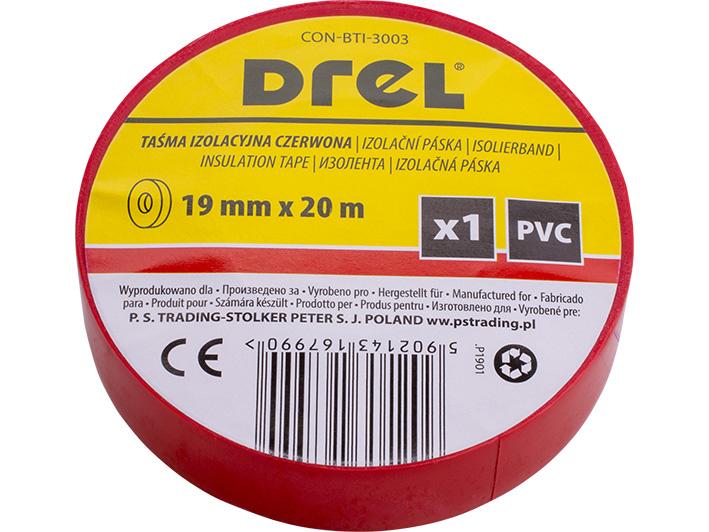 CON-BTI-3003
DreL®
TAŚMA IZOLACYJNA CZERWONA | IZOLAČNÍ PÁSKA | ISOLIERBAND |
INSULATION TAPE | ИЗОЛЕНТА | IZOLAČNÁ PÁSKA
19 mm x 20 m
x1
PVC
Wyprodukowano dla • Произведено за • Vyrobeno pro • Hergestellt für • Manufactured for • Fabricado
para • Produit pour • Számára készült • Prodotto per • Produs pentru • Изготовлено для • Vyrobené pre:
P. S. TRADING-STOLKER PETER S. J. POLAND ww.pstrading.pl
CE
5 902143 167990 >
P1901